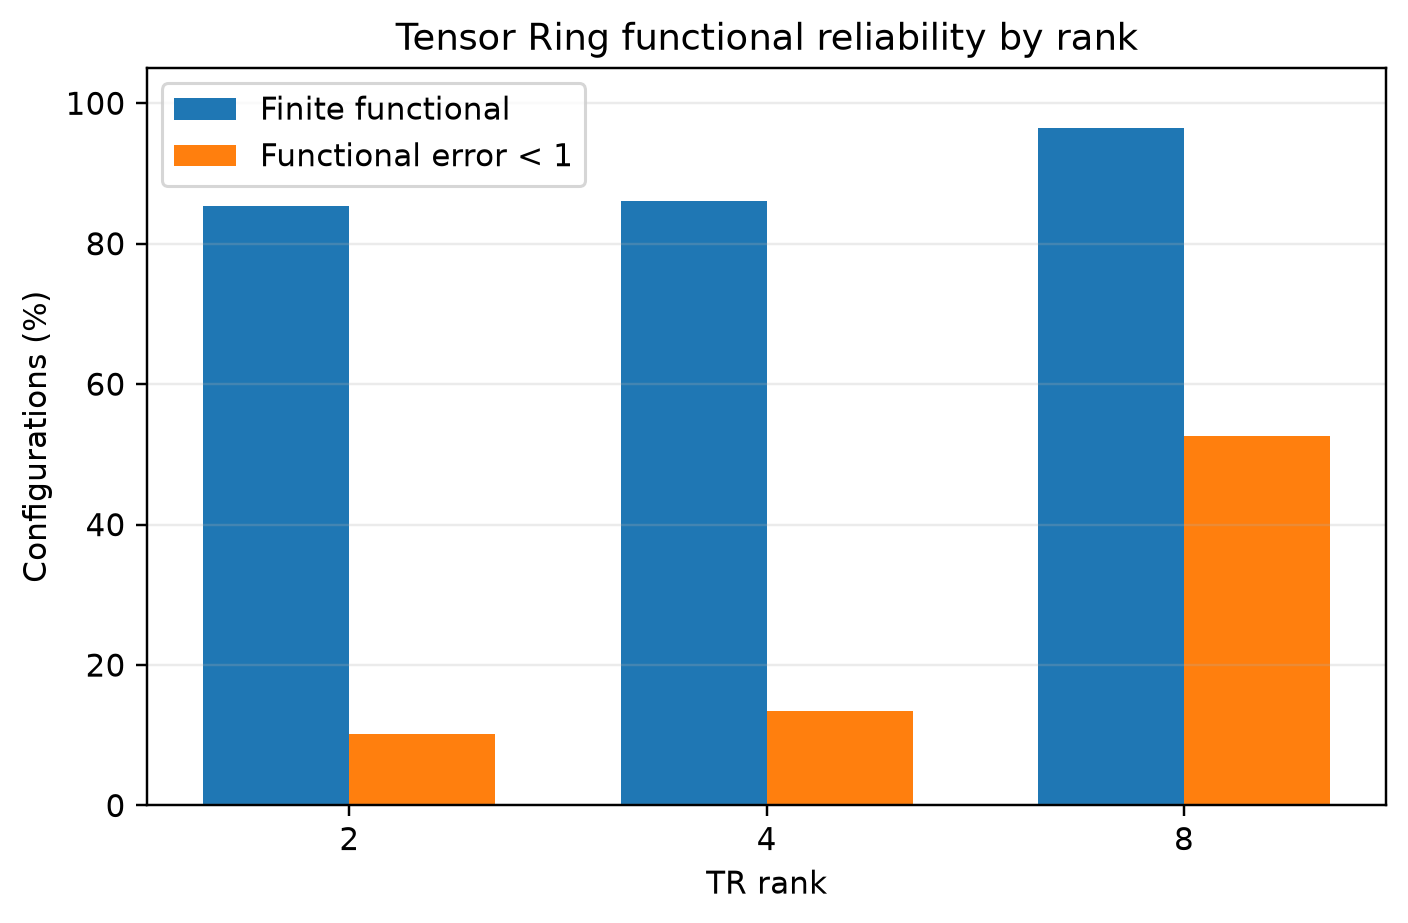 Tensor Ring functional reliability by rank
Finite functional
Functional error < 1
100
80
60
40
20
0
Configurations (%)
2
4
8
TR rank